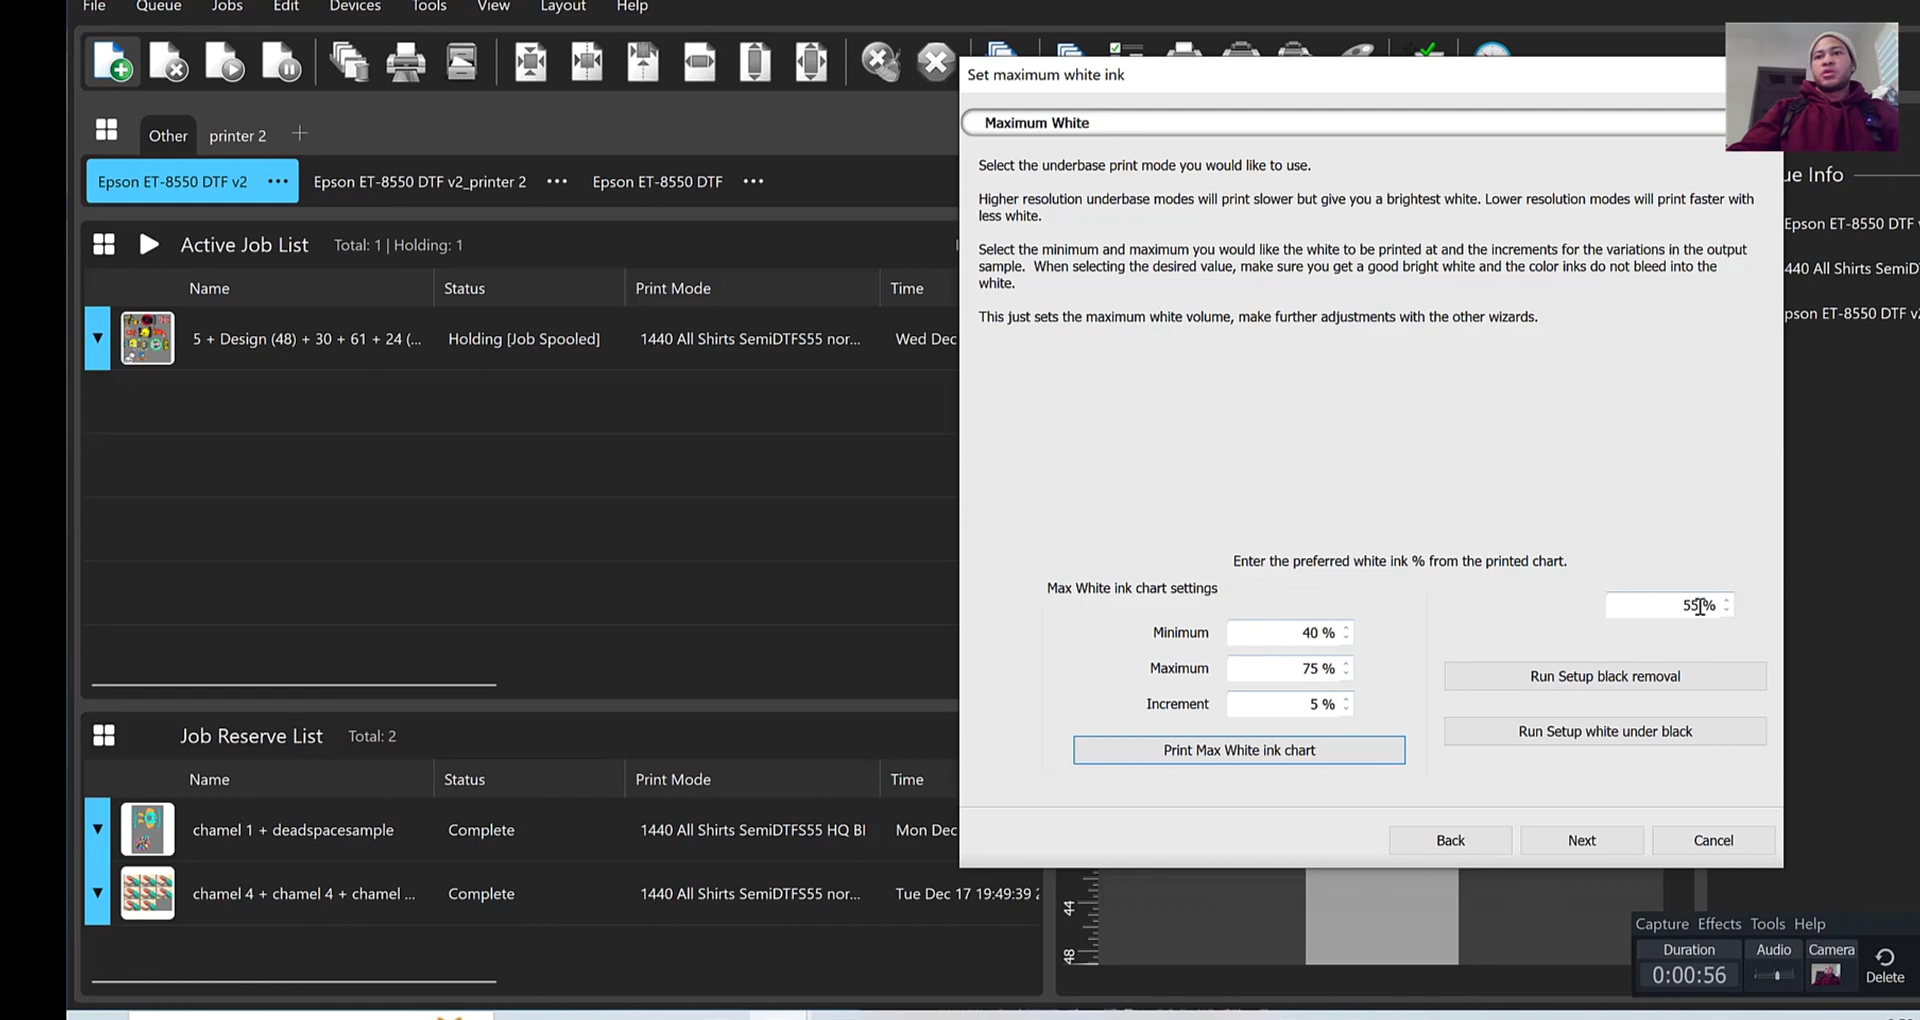 File Queue Jobs Edit Devices Tools View Layout Help
Set maximum white ink
Other printer 2
Maximum White
Epson ET-8550 DTF v2 ••• Epson ET-8550 DTF v2_printer 2 ••• Epson ET-8550 DTF •••
Select the underbase print mode you would like to use.
Higher resolution underbase modes will print slower but give you a brightest white. Lower resolution modes will print faster with
less white.
Select the minimum and maximum you would like the white to be printed at and the increments for the variations in the output
sample. When selecting the desired value, make sure you get a good bright white and the color inks do not bleed into the
white.
This just sets the maximum white volume, make further adjustments with the other wizards.
ue Info
Epson ET-8550 DTF
440 All Shirts SemiD
pson ET-8550 DTF v2
Active Job List Total: 1 | Holding: 1
Name Status Print Mode Time
5 + Design (48) + 30 + 61 + 24 (... Holding [Job Spooled] 1440 All Shirts SemiDTFS55 nor... Wed Dec
Enter the preferred white ink % from the printed chart.
Max White ink chart settings
55%
Minimum 40 %
Maximum 75 %
Increment 5 %
Print Max White ink chart
Run Setup black removal
Run Setup white under black
Back Next Cancel
Job Reserve List Total: 2
Name Status Print Mode Time
chamel 1 + deadspacesample Complete 1440 All Shirts SemiDTFS55 HQ Bl Mon Dec
chamel 4 + chamel 4 + chamel ... Complete 1440 All Shirts SemiDTFS55 nor... Tue Dec 17 19:49:39
44
48
Capture Effects Tools Help
Duration Audio Camera
0:00:56 Delete